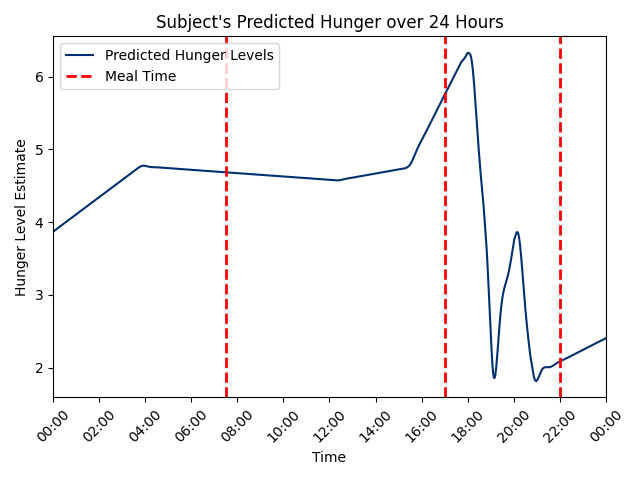 Subject's Predicted Hunger over 24 Hours
Predicted Hunger Levels
Meal Time
Hunger Level Estimate
6
5
4
3
2
00:00 02:00 04:00 06:00 08:00 10:00 12:00 14:00 16:00 18:00 20:00 22:00 00:00
Time